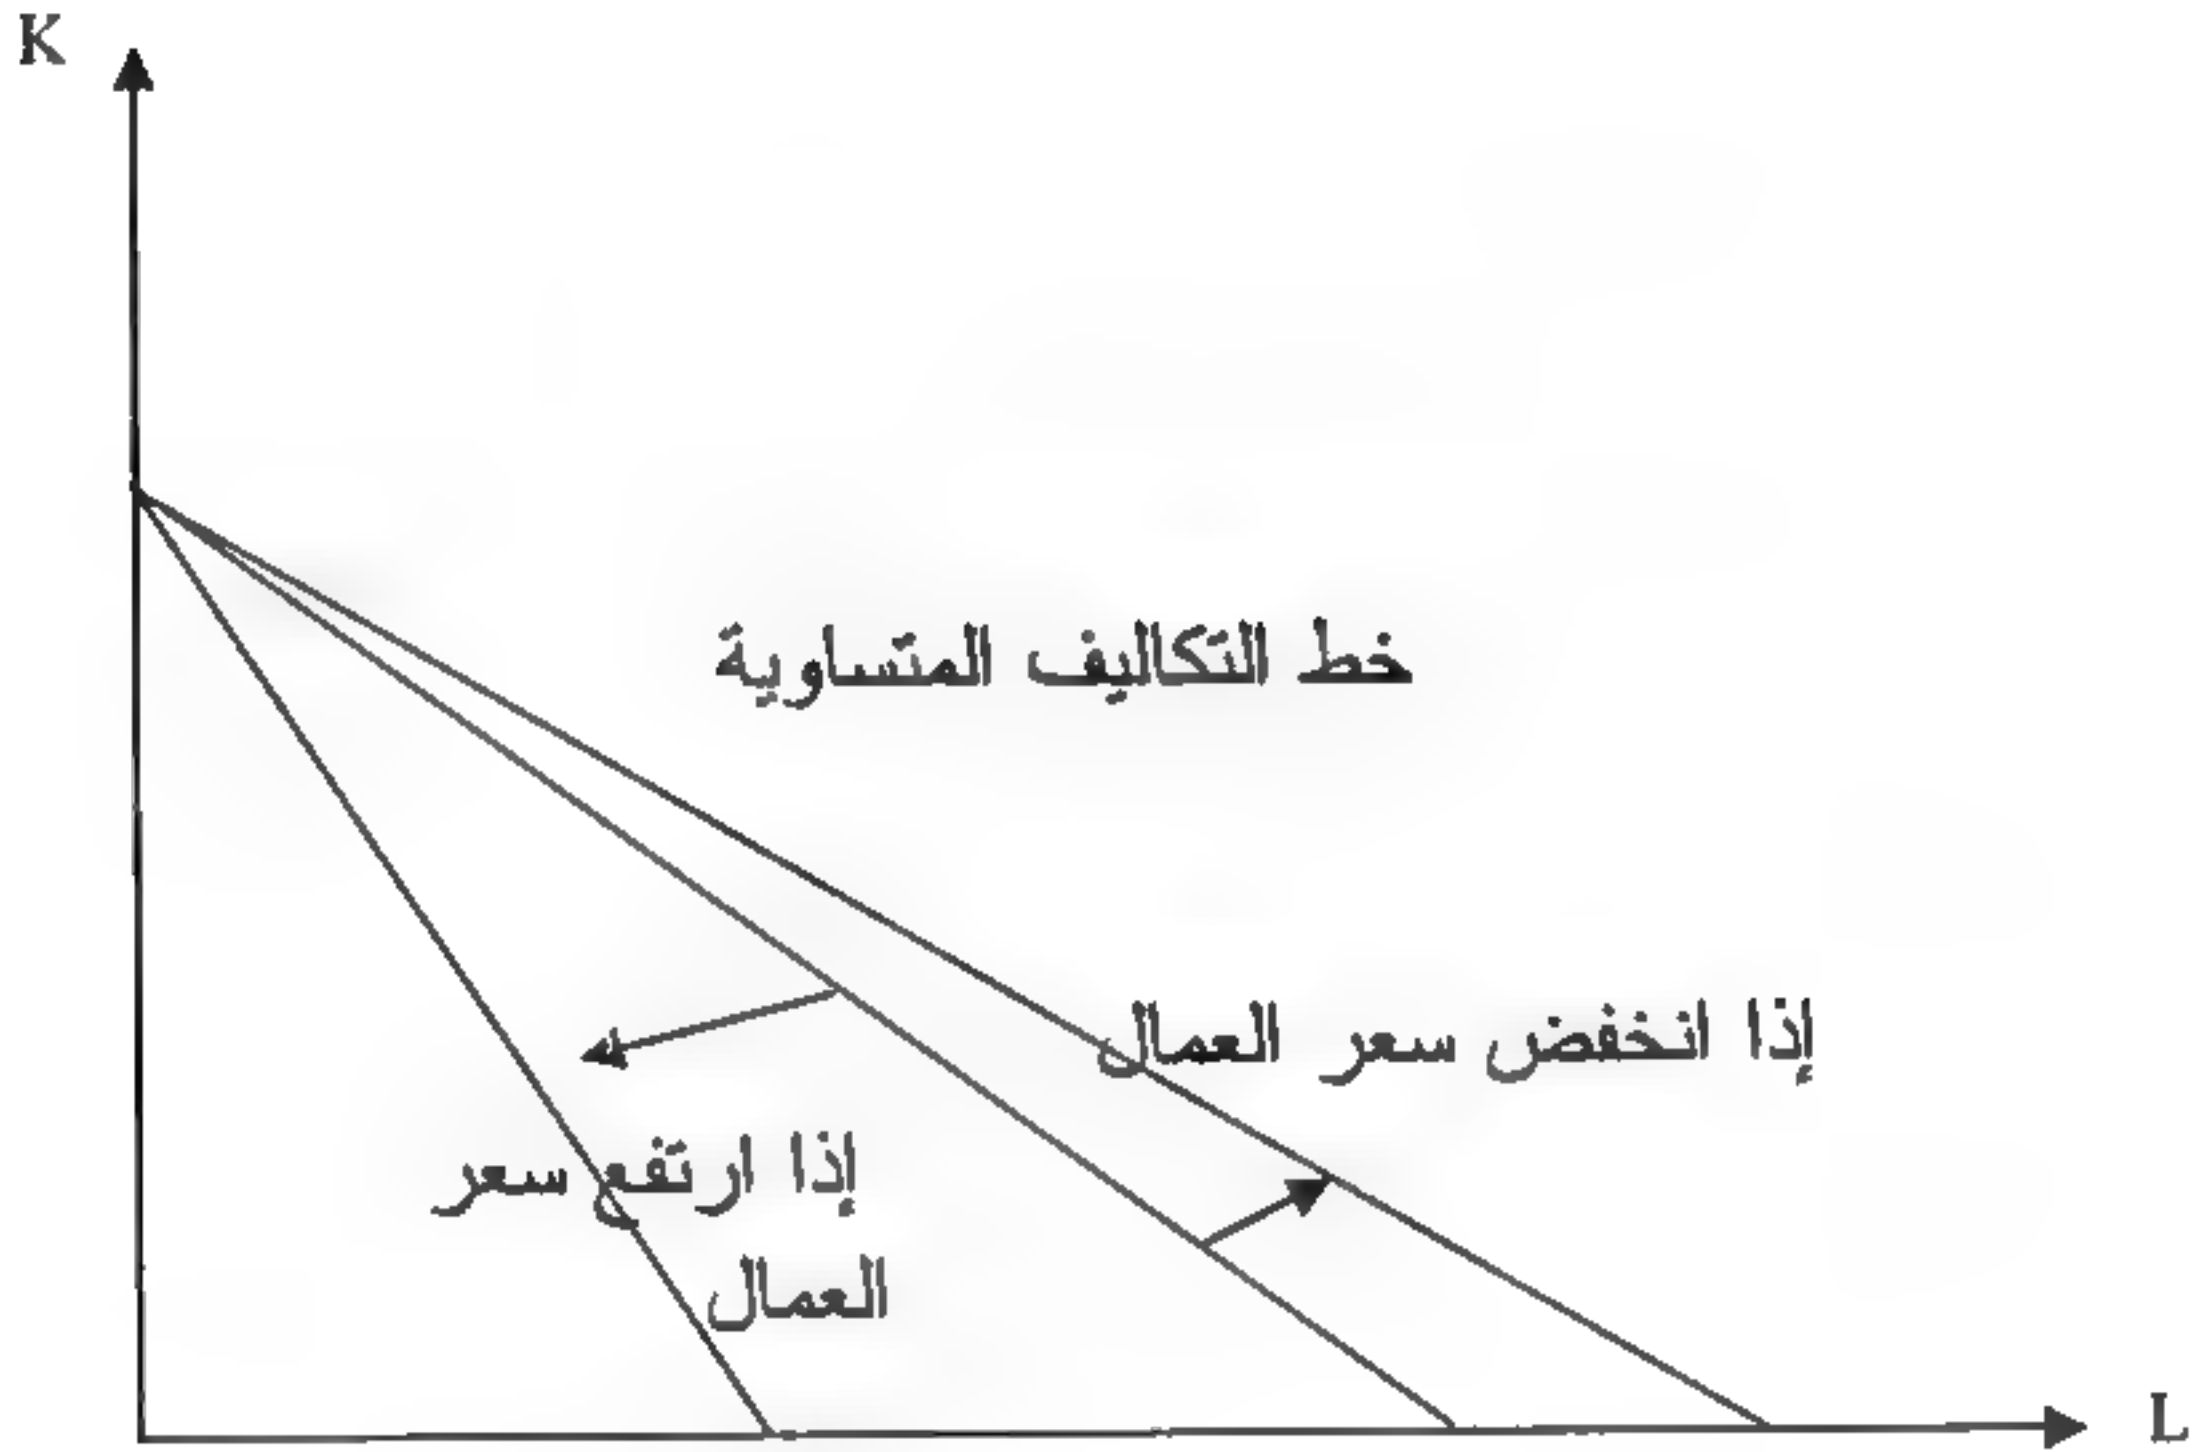 K
خط التكاليف المتساوية
إذا انخفض سعر العمال
إذا ارتفع سعر
العمال
L